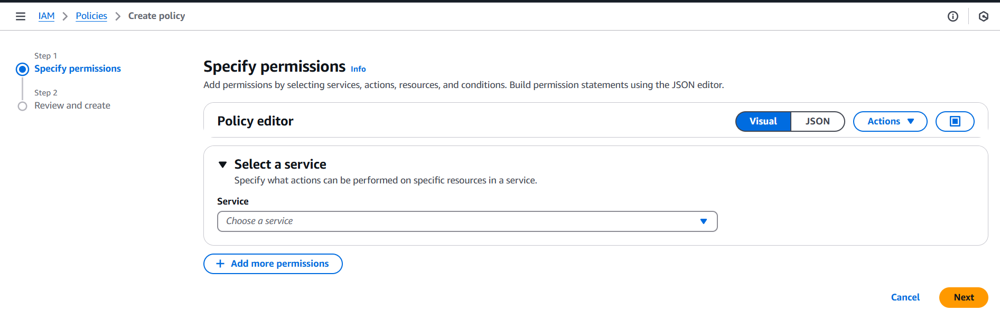 IAM Policies Create policy
Step 1
Specify permissions
Step 2
Review and create
Specify permissions Info
Add permissions by selecting services, actions, resources, and conditions. Build permission statements using the JSON editor.
Policy editor
Visual JSON Actions
Select a service
Specify what actions can be performed on specific resources in a service.
Service
Choose a service
Add more permissions
Cancel Next